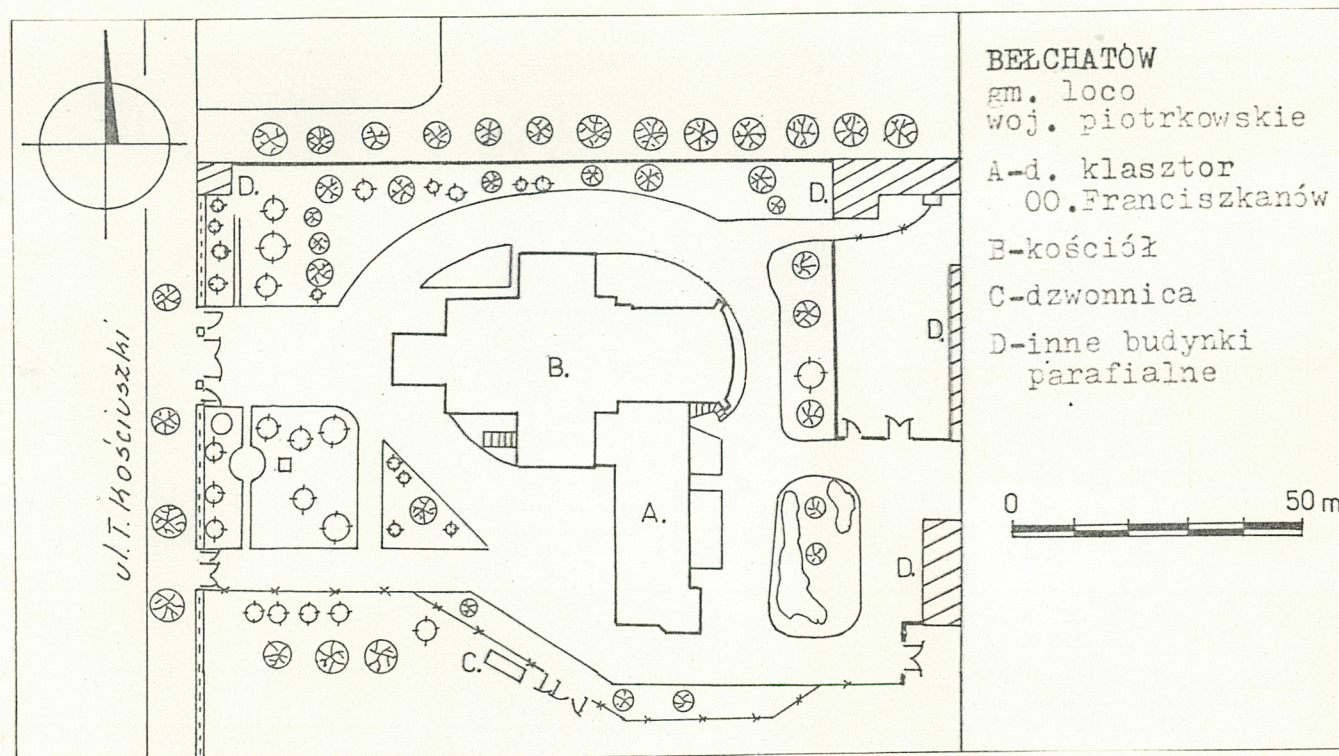 BEŁCHATÓW
gm. loco
woj. piotrkowskie
A-d. klasztor
OO.Franciszkanów
B-kościół
C-dzwonnica
D-inne budynki
parafialne
0 50 m
ul. T. Kościuszki
D.
D.
B.
D.
A.
D.
C.